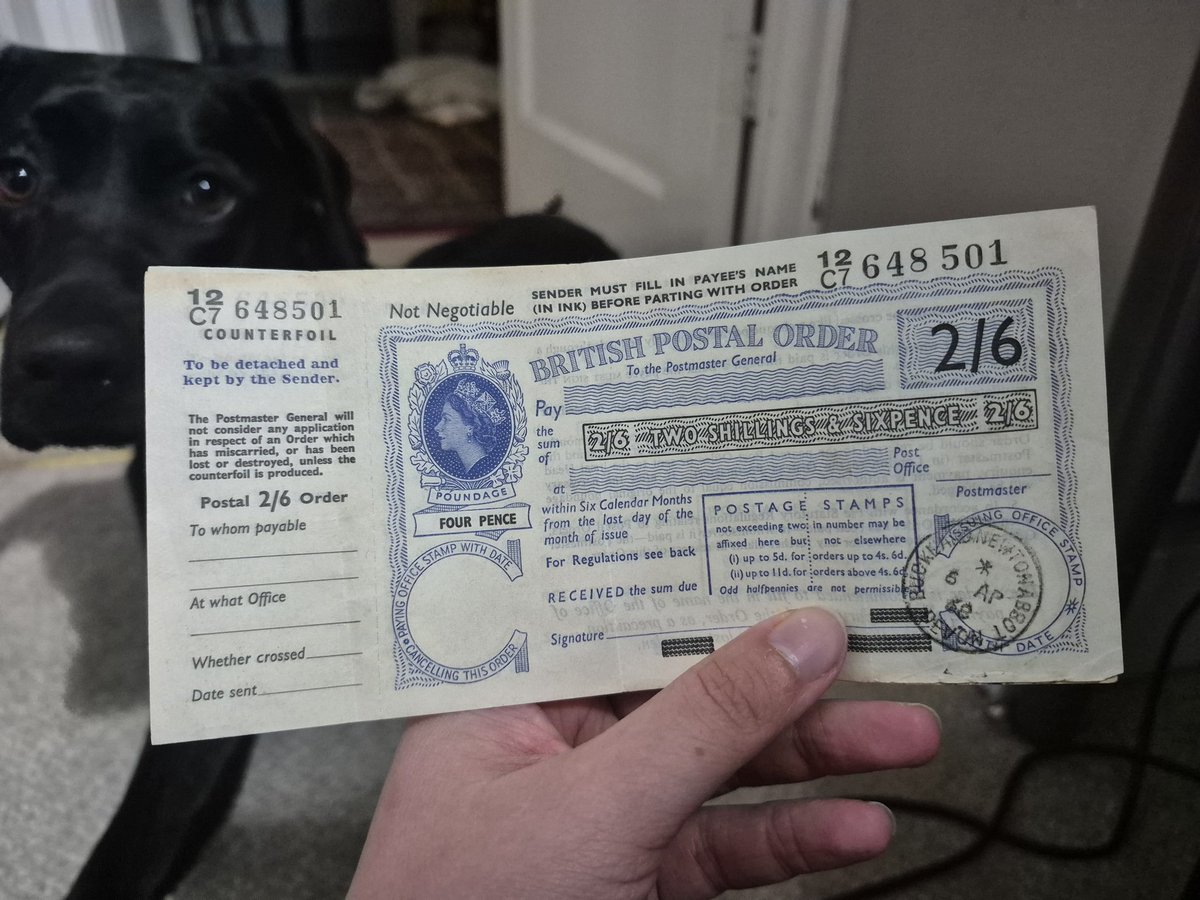 12
C7 648501
COUNTERFOIL
To be detached and
kept by the Sender.
The Postmaster General will
not consider any application
in respect of an Order which
has miscarried, or has been
lost or destroyed, unless the
counterfoil is produced.
Postal 2/6 Order
To whom payable
At what Office
Whether crossed
Date sent
Not Negotiable
SENDER MUST FILL IN PAYEE'S NAME
(IN INK) BEFORE PARTING WITH ORDER
12
C7 648501
BRITISH POSTAL ORDER
To the Postmaster General
2/6
Pay
the
sum
of
2/6 TWO SHILLINGS & SIXPENCE 2/6
at
Post
Office
Postmaster
POUNDAGE
FOUR PENCE
PAYING OFFICE STAMP WITH DATE
CANCELLING THIS ORDER
within Six Calendar Months
from the last day of the
month of issue
For Regulations see back
RECEIVED the sum due
Signature
POSTAGE STAMPS
not exceeding two in number may be
affixed here but not elsewhere
(i) up to 5d. for orders up to 4s. 6d.
(ii) up to 11d. for orders above 4s. 6d.
Odd halfpennies are not permissible
ISSUING OFFICE STAMP
DATE
NEWTON ABBOT
6 AP
DEVON